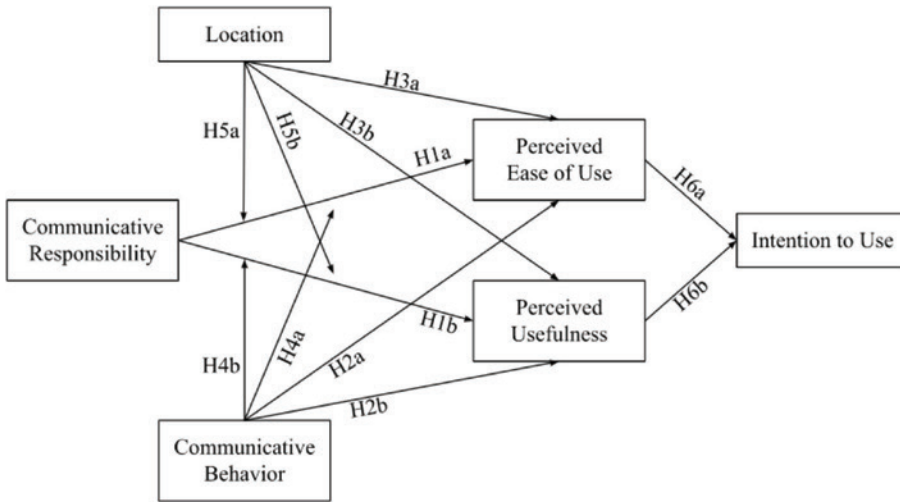 Location
H3a
H5a
H5b
H3b
H1a
Perceived
Ease of Use
H6a
Communicative
Responsibility
Intention to Use
H4b
H4a
H2a
H1b
Perceived
Usefulness
H6b
H2b
Communicative
Behavior